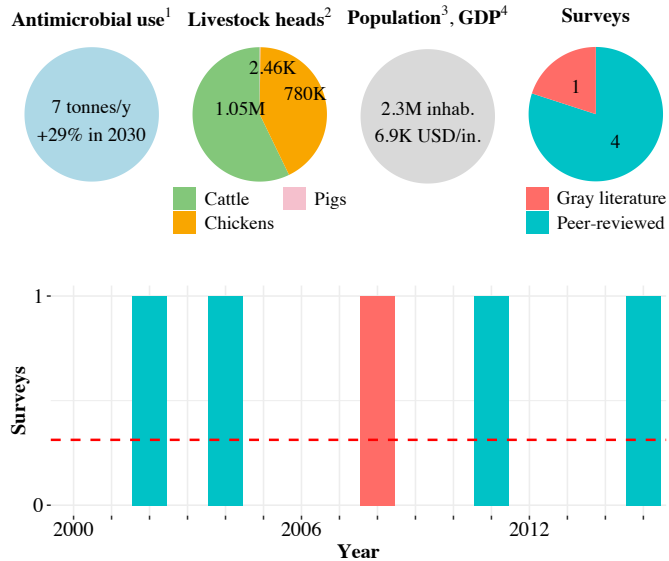 Antimicrobial use¹
Livestock heads²
Population³, GDP⁴
Surveys
7 tonnes/y
+29% in 2030
2.46K
780K
1.05M
2.3M inhab.
6.9K USD/in.
1
4
Cattle
Pigs
Chickens
Gray literature
Peer-reviewed
1
Surveys
0
2000
2006
2012
Year